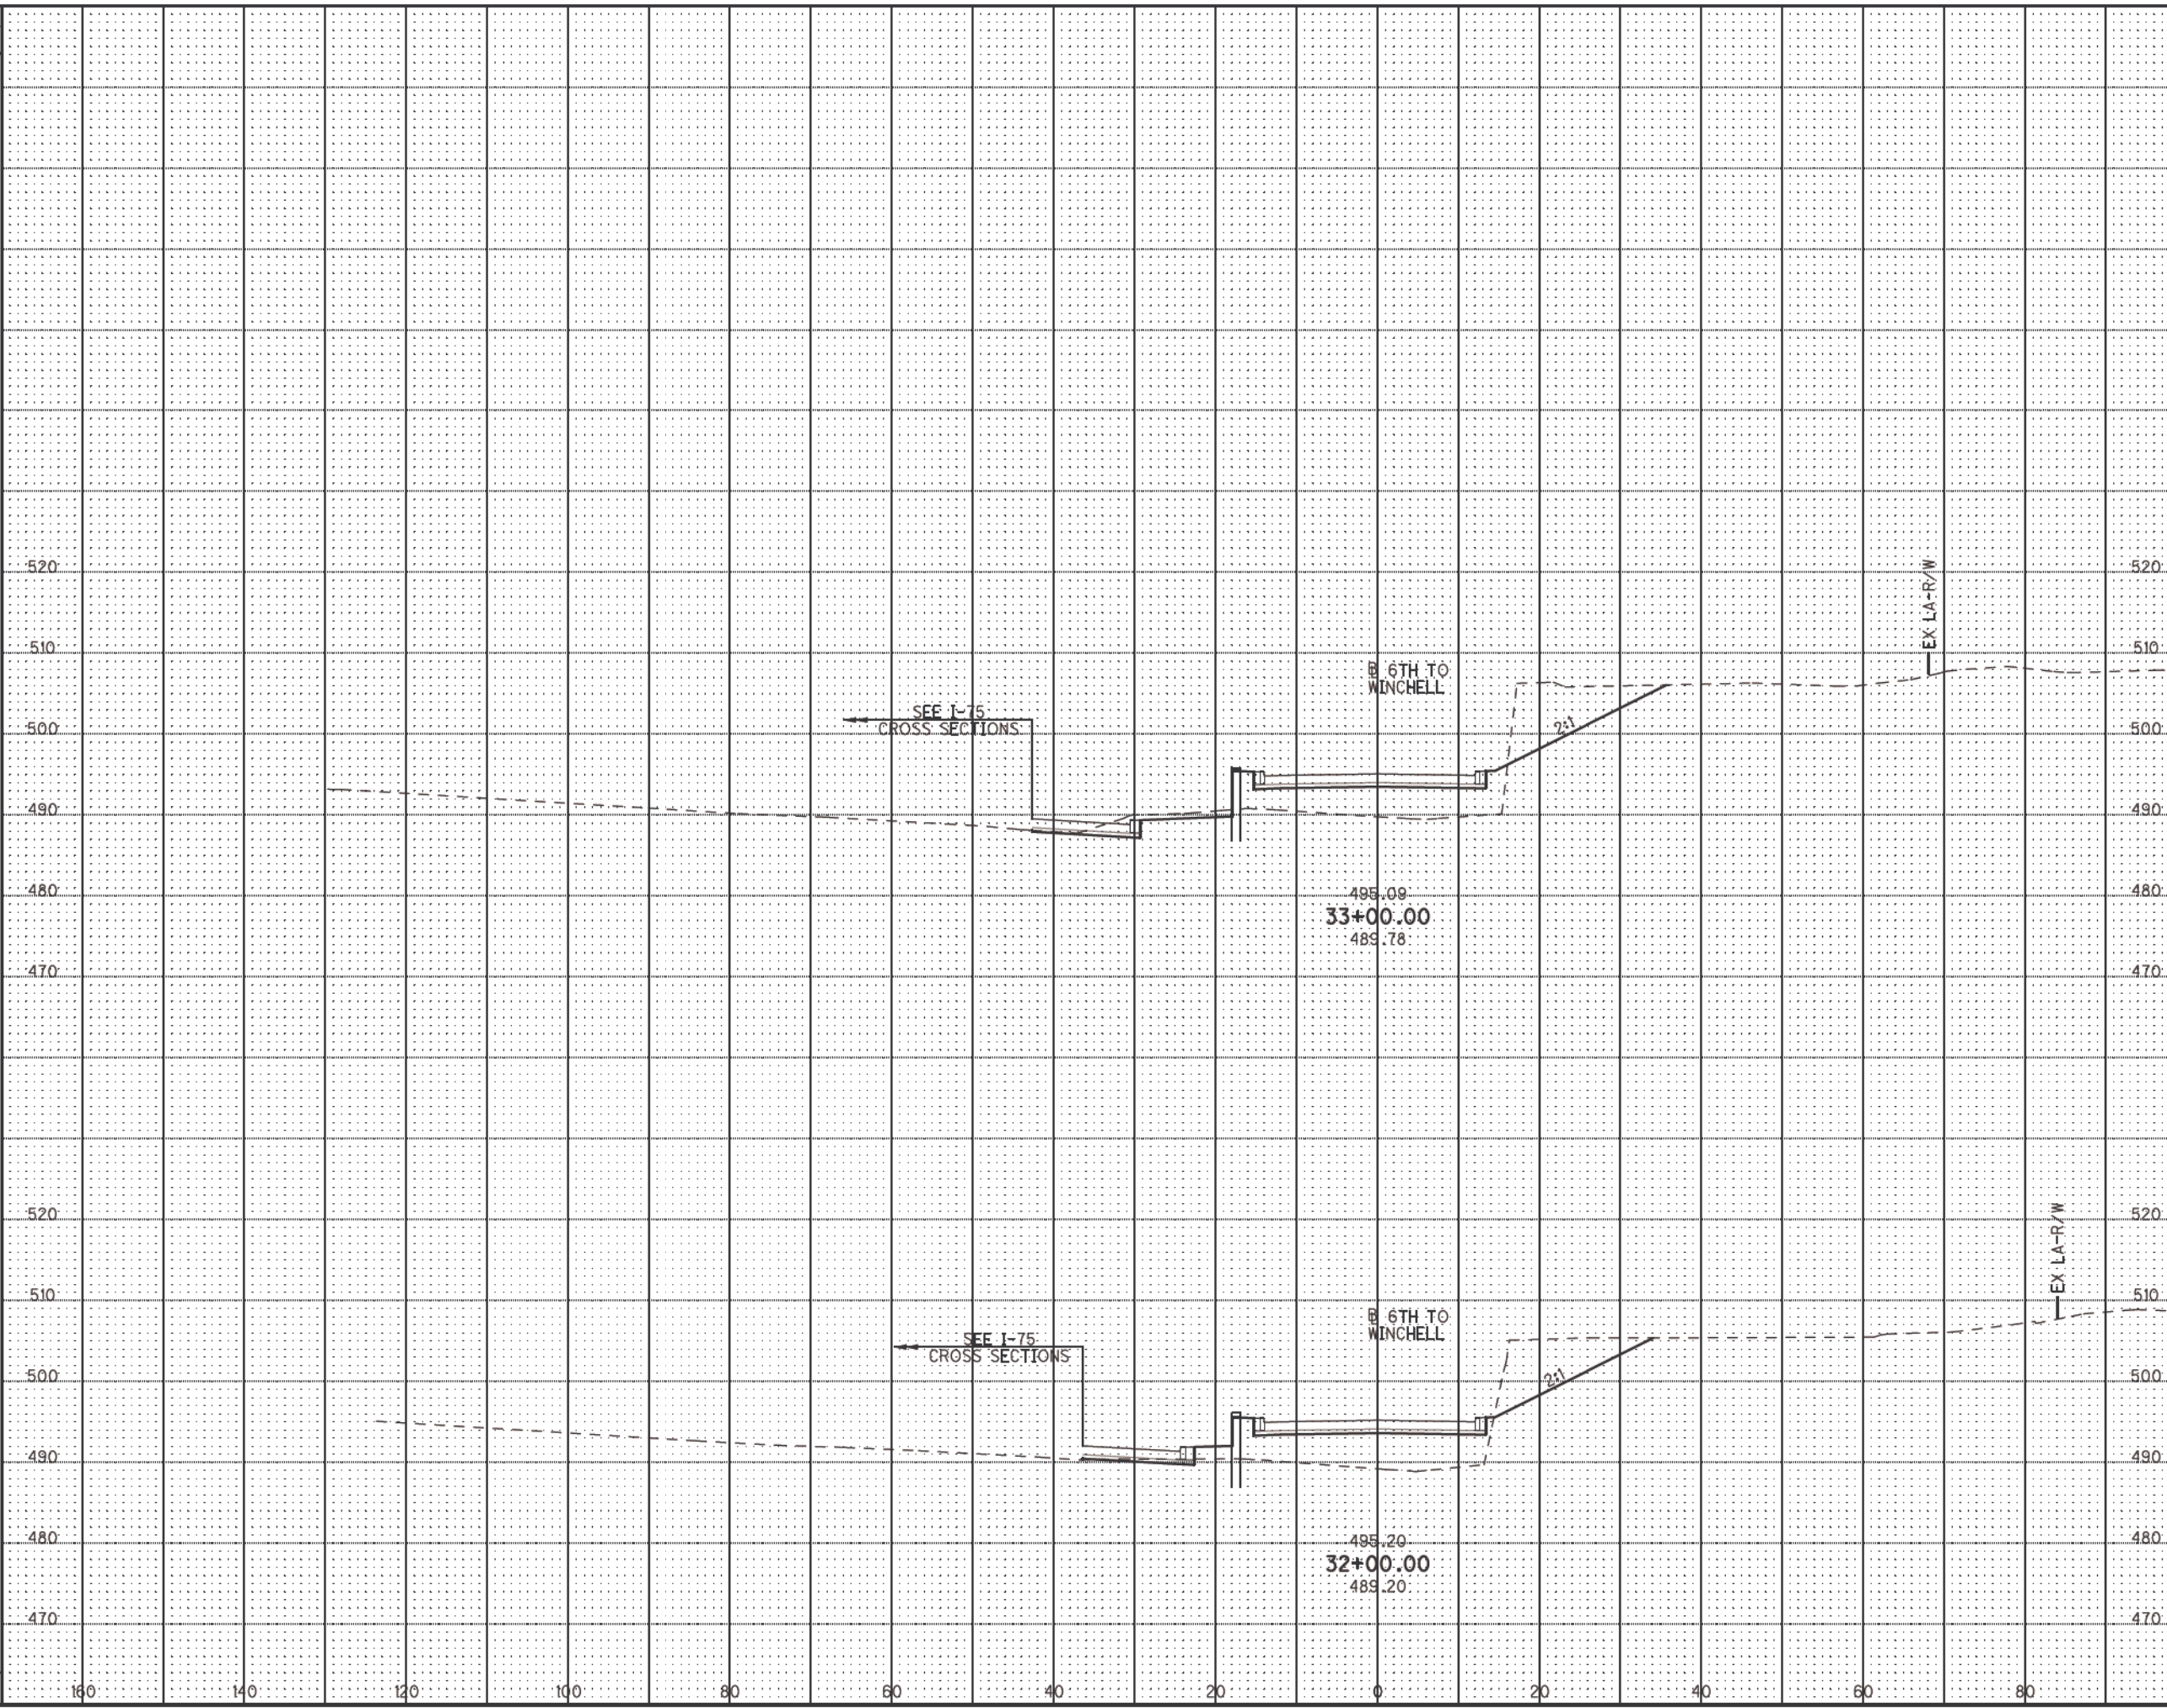 520 520
EX LA-R/W
510 510
B 6TH TO
WINCHELL
SEE I-75
CROSS SECTIONS
500 500
2:1
490 490
480 480
495.09
33+00.00
489.78
470 470
520 520
EX LA-R/W
510 510
B 6TH TO
WINCHELL
SEE I-75
CROSS SECTIONS
500 500
2:1
490 490
480 480
495.20
32+00.00
489.20
470 470
160 140 120 100 80 60 40 20 0 20 40 60 80